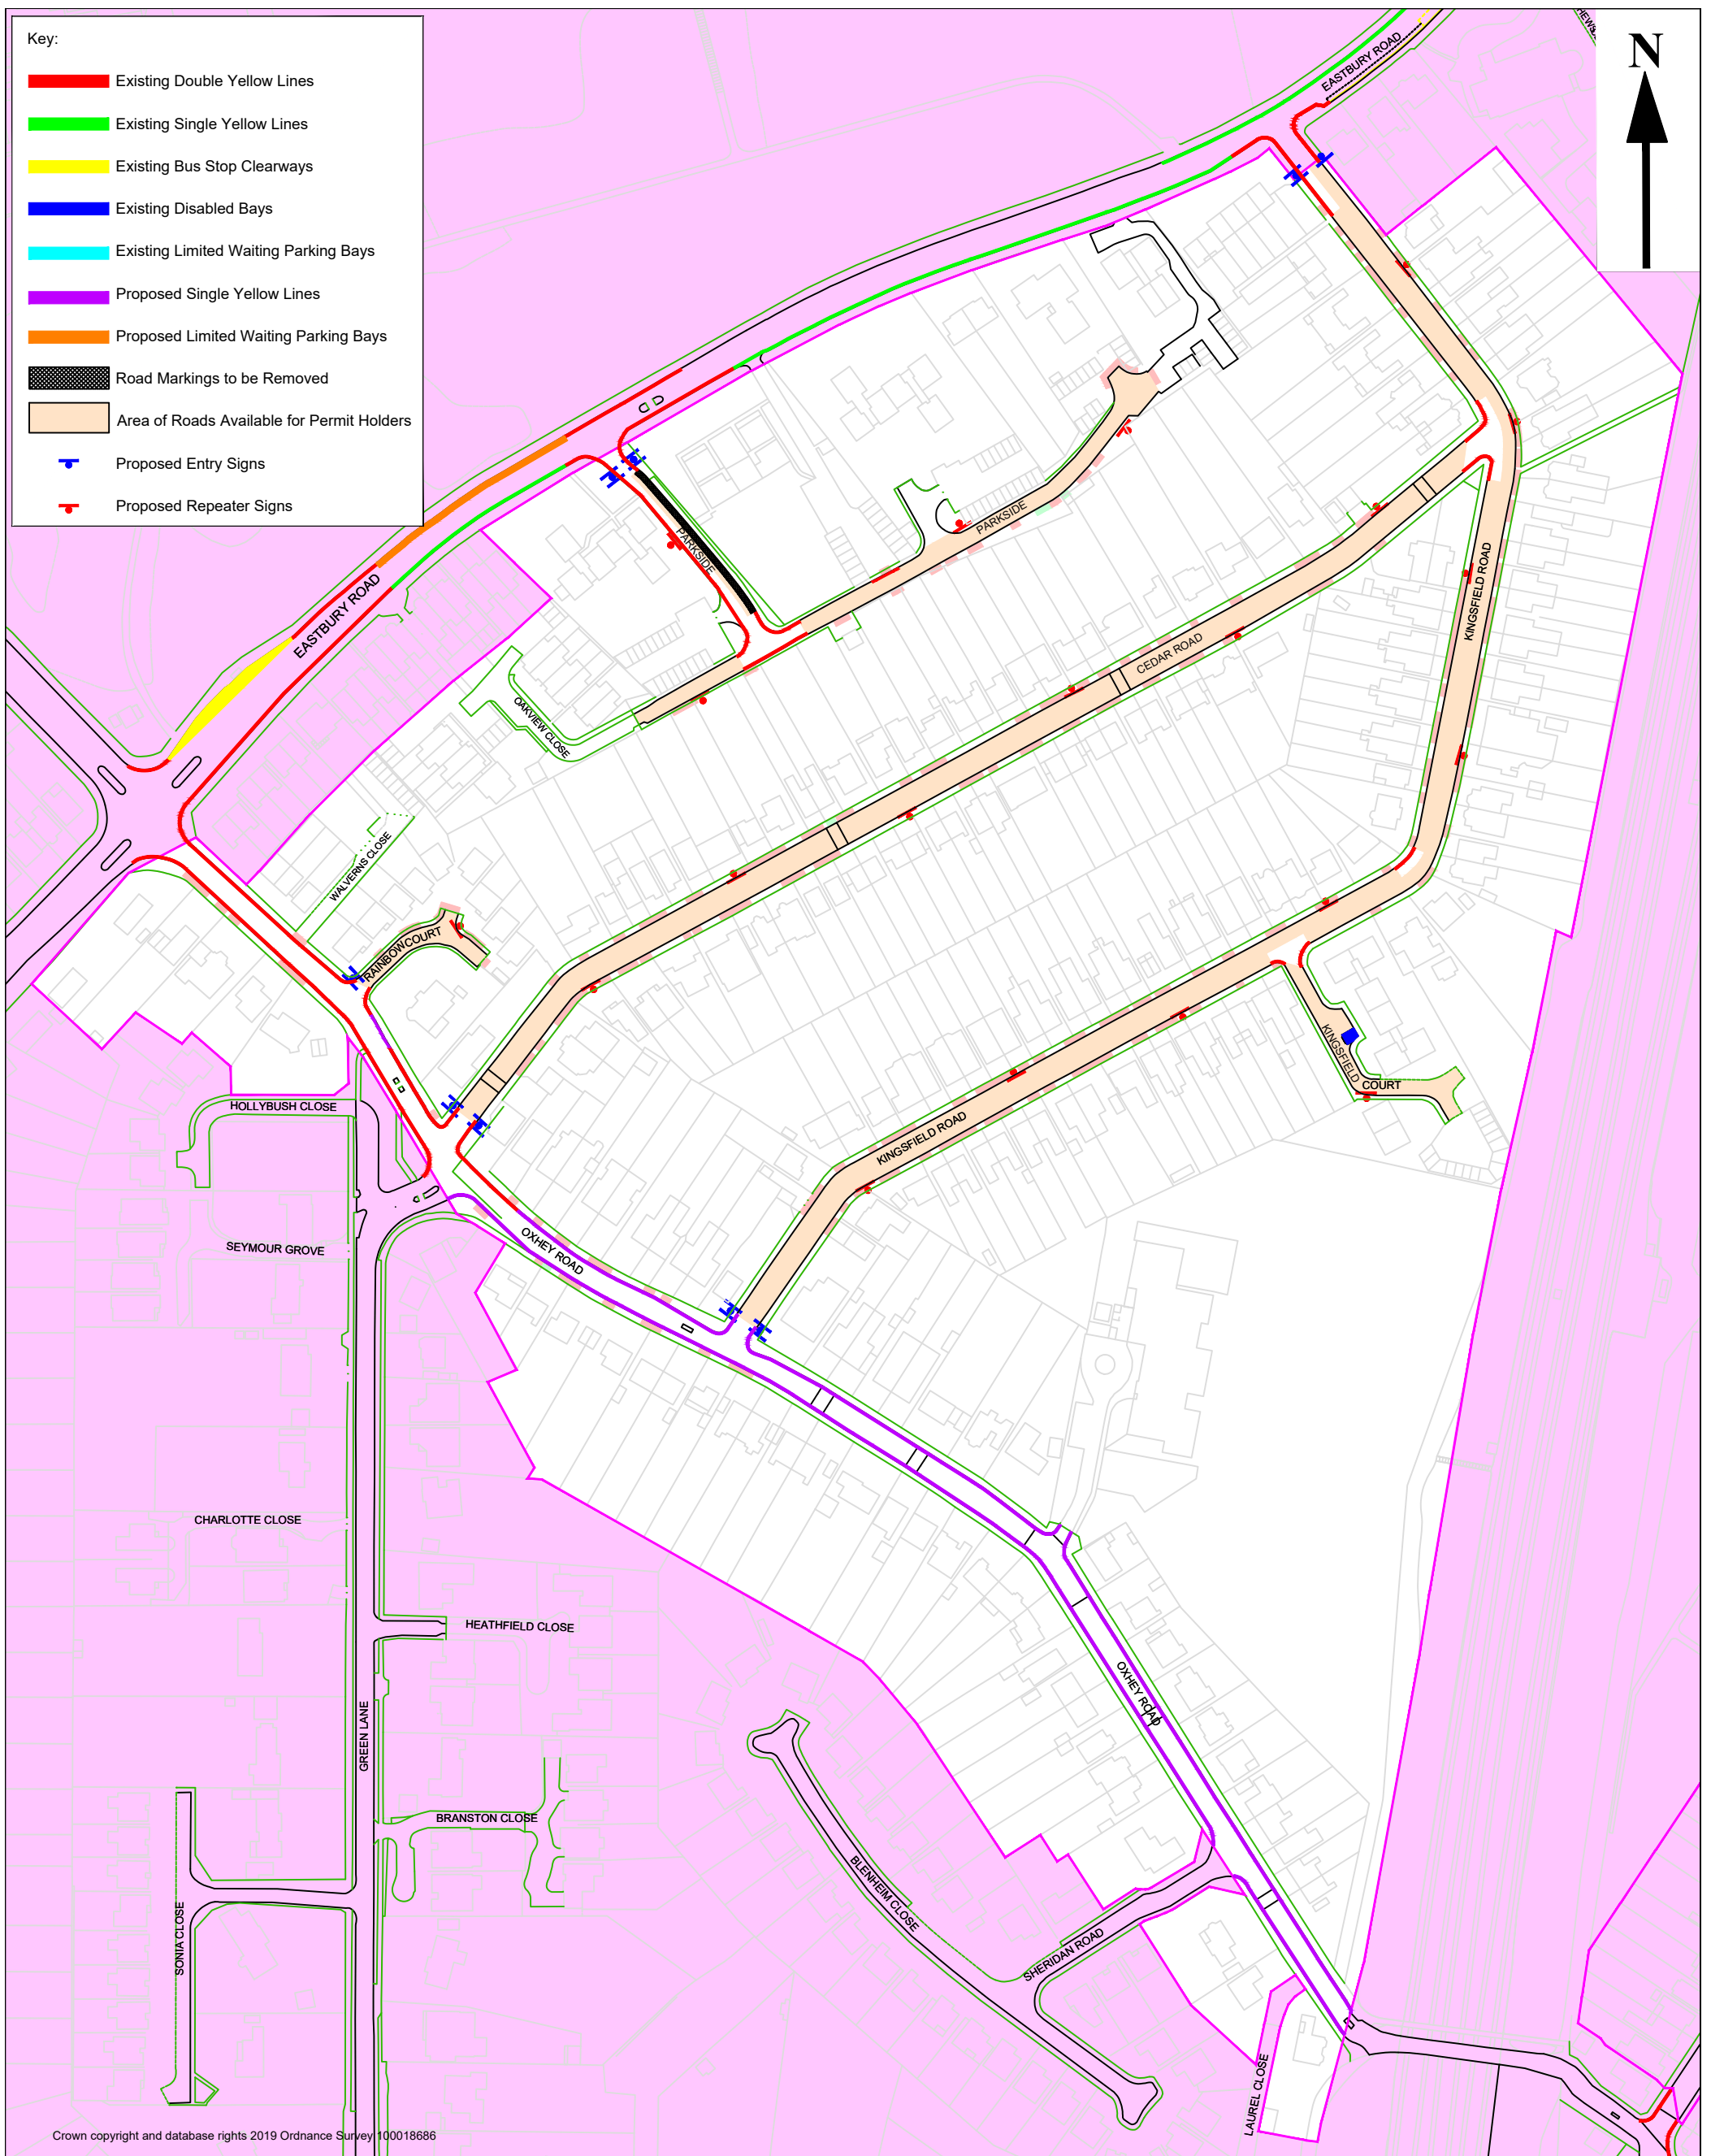 Key:
Existing Double Yellow Lines
Existing Single Yellow Lines
Existing Bus Stop Clearways
Existing Disabled Bays
Existing Limited Waiting Parking Bays
Proposed Single Yellow Lines
Proposed Limited Waiting Parking Bays
Road Markings to be Removed
Area of Roads Available for Permit Holders
Proposed Entry Signs
Proposed Repeater Signs
N
EASTBURY ROAD
PARKSIDE
PARKSIDE
EASTBURY ROAD
KINGSFIELD ROAD
CEDAR ROAD
OAKVIEW CLOSE
WALVERNS CLOSE
RAINBOW COURT
KINGSFIELD
COURT
HOLLYBUSH CLOSE
KINGSFIELD ROAD
SEYMOUR GROVE
OXHEY ROAD
CHARLOTTE CLOSE
HEATHFIELD CLOSE
OXHEY ROAD
GREEN LANE
BRANSTON CLOSE
BLENHEIM CLOSE
SONIA CLOSE
SHERIDAN ROAD
LAUREL CLOSE
Crown copyright and database rights 2019 Ordnance Survey 100018686